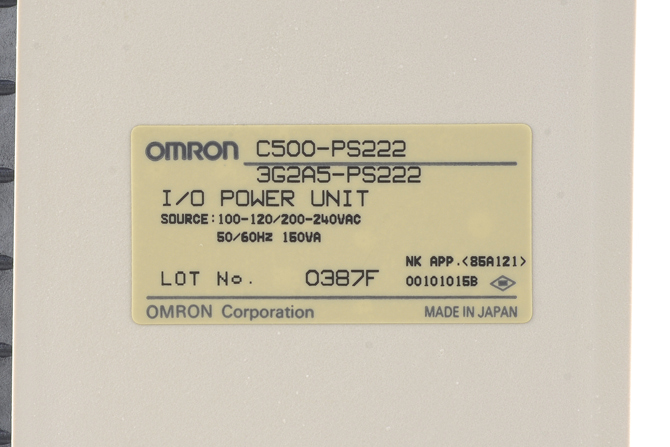 OMRON C500-PS222
3G2A5-PS222
I/O POWER UNIT
SOURCE: 100-120/200-240VAC
50/60Hz 150VA
NK APP.<85A121>
LOT No. 0387F 00101015B
OMRON Corporation MADE IN JAPAN